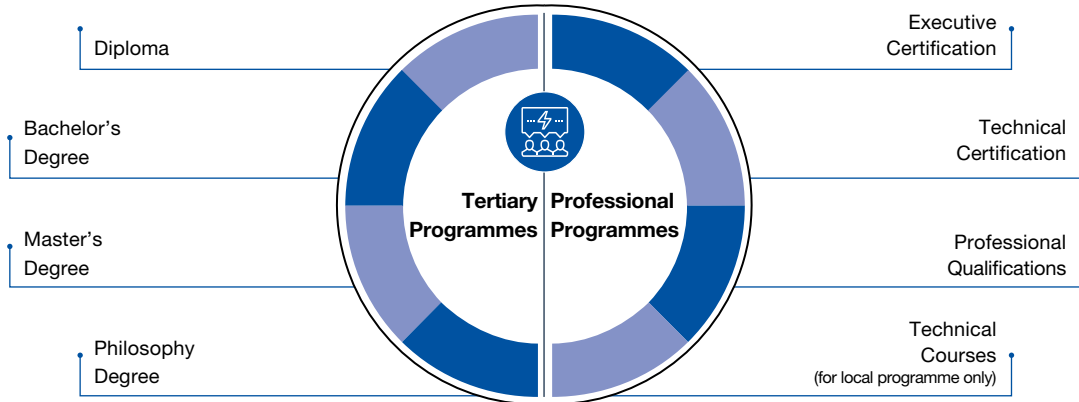 Diploma
Bachelor's
Degree
Master's
Degree
Philosophy
Degree
Tertiary
Programmes
Professional
Programmes
Executive
Certification
Technical
Certification
Professional
Qualifications
Technical
Courses
(for local programme only)